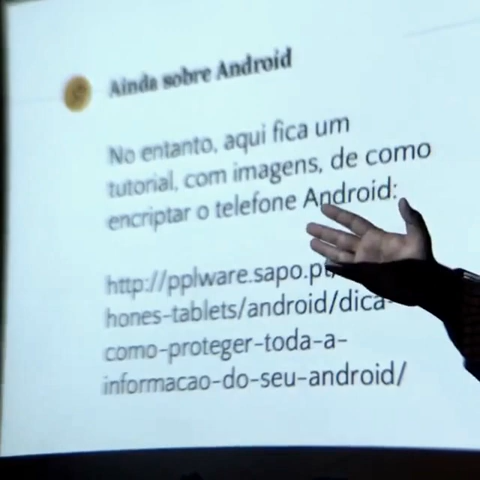 Ainda sobre Android
No entanto, aqui fica um
tutorial, com imagens, de como
encriptar o telefone Android:
http://pplware.sapo.pt/
hones-tablets/android/dica-
como-proteger-toda-a-
informacao-do-seu-android/